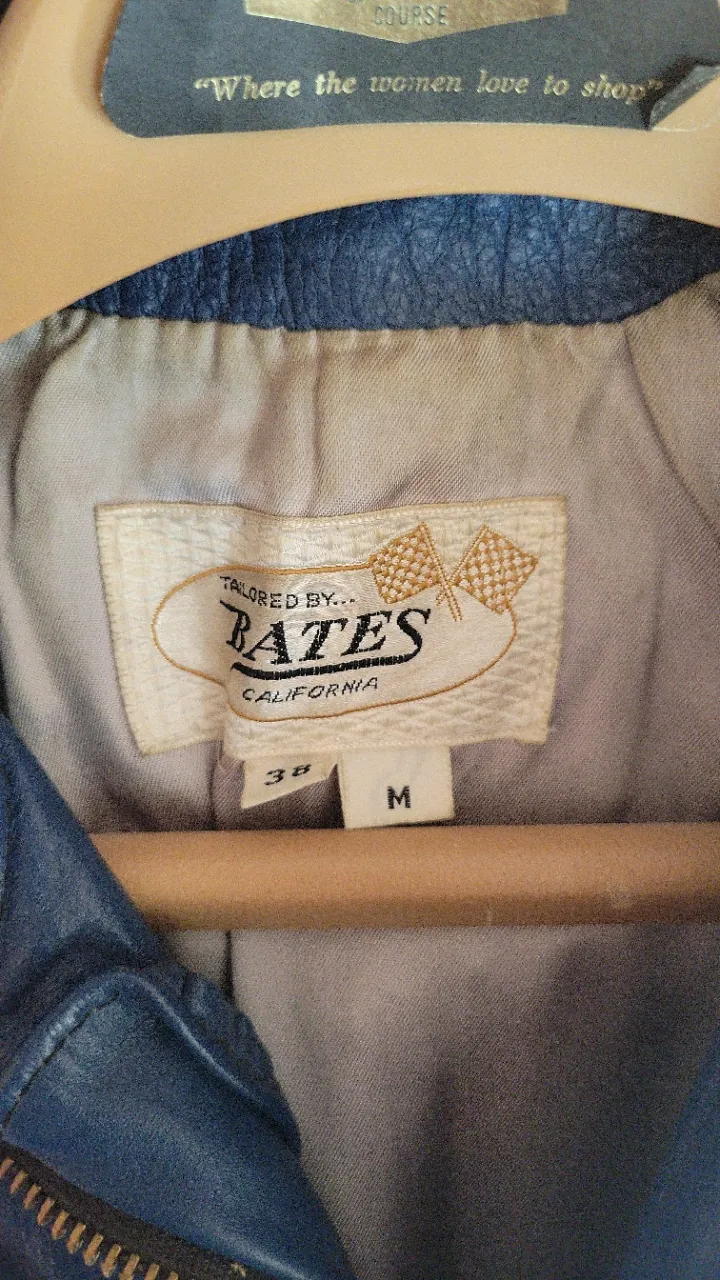 COURSE
“Where the women love to shop”
TAILORED BY...
BATES
CALIFORNIA
38
M